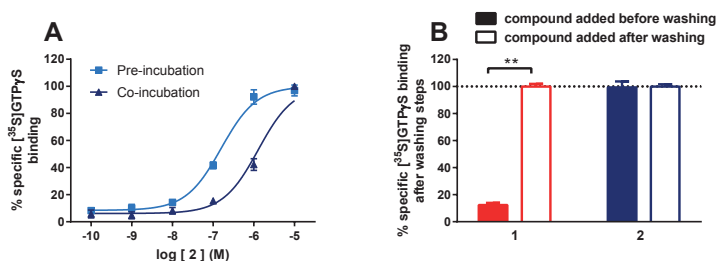 A
% specific [³⁵S]GTPγS
binding
120
100
80
60
40
20
0
Pre-incubation
Co-incubation
-10
-9
-8
-7
-6
-5
log [ 2 ] (M)
B
compound added before washing
compound added after washing
% specific [³⁵S]GTPγS binding
after washing steps
120
100
80
60
40
20
0
**
1
2